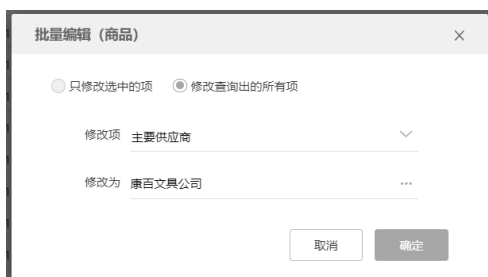 批量编辑（商品）
只修改选中的项 修改查询出的所有项
修改项 主要供应商
修改为 康百文具公司
取消 确定